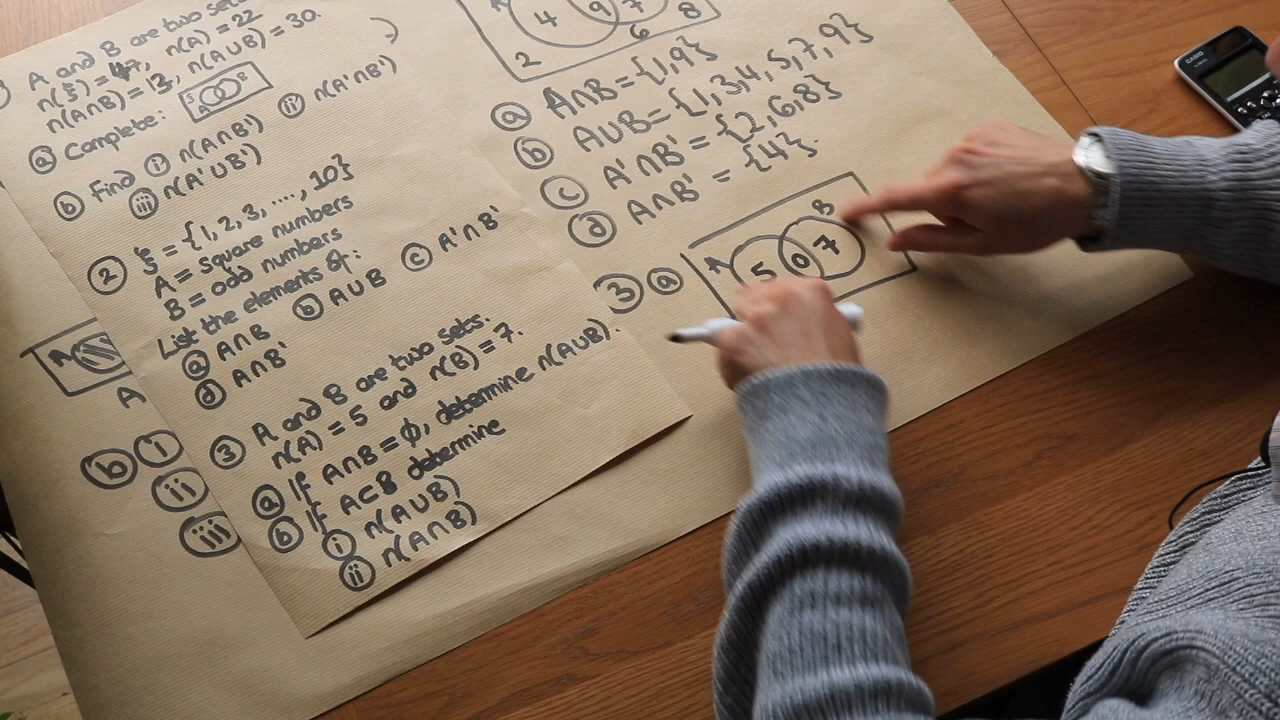 A and B are two sets
n(ξ) = 47, n(A) = 22
n(A∩B) = 13, n(A∪B) = 30.
ⓐ Complete:
ξ
A B
ⓑ Find ⓘ n(A∩B') ⓘⓘ n(A'∩B')
ⓘⓘⓘ n(A'∪B')
② ξ = {1, 2, 3, ...., 10}
A = square numbers
B = odd numbers
List the elements of:
ⓐ A∩B ⓑ A∪B ⓒ A'∩B'
ⓓ A∩B'
③ A and B are two sets.
n(A) = 5 and n(B) = 7.
ⓐ If A∩B = ϕ, determine n(A∪B).
ⓑ If A⊂B determine
ⓘ n(A∪B)
ⓘⓘ n(A∩B)
A
A
ⓑ ⓘ
ⓘⓘ
ⓘⓘⓘ
4 9 7
2 6 8
ⓐ A∩B = {1,9}
ⓑ A∪B = {1,3,4,5,7,9}
ⓒ A'∩B' = {2,6,8}
ⓓ A∩B' = {4}.
③ ⓐ A B
5 0 7
CASIO